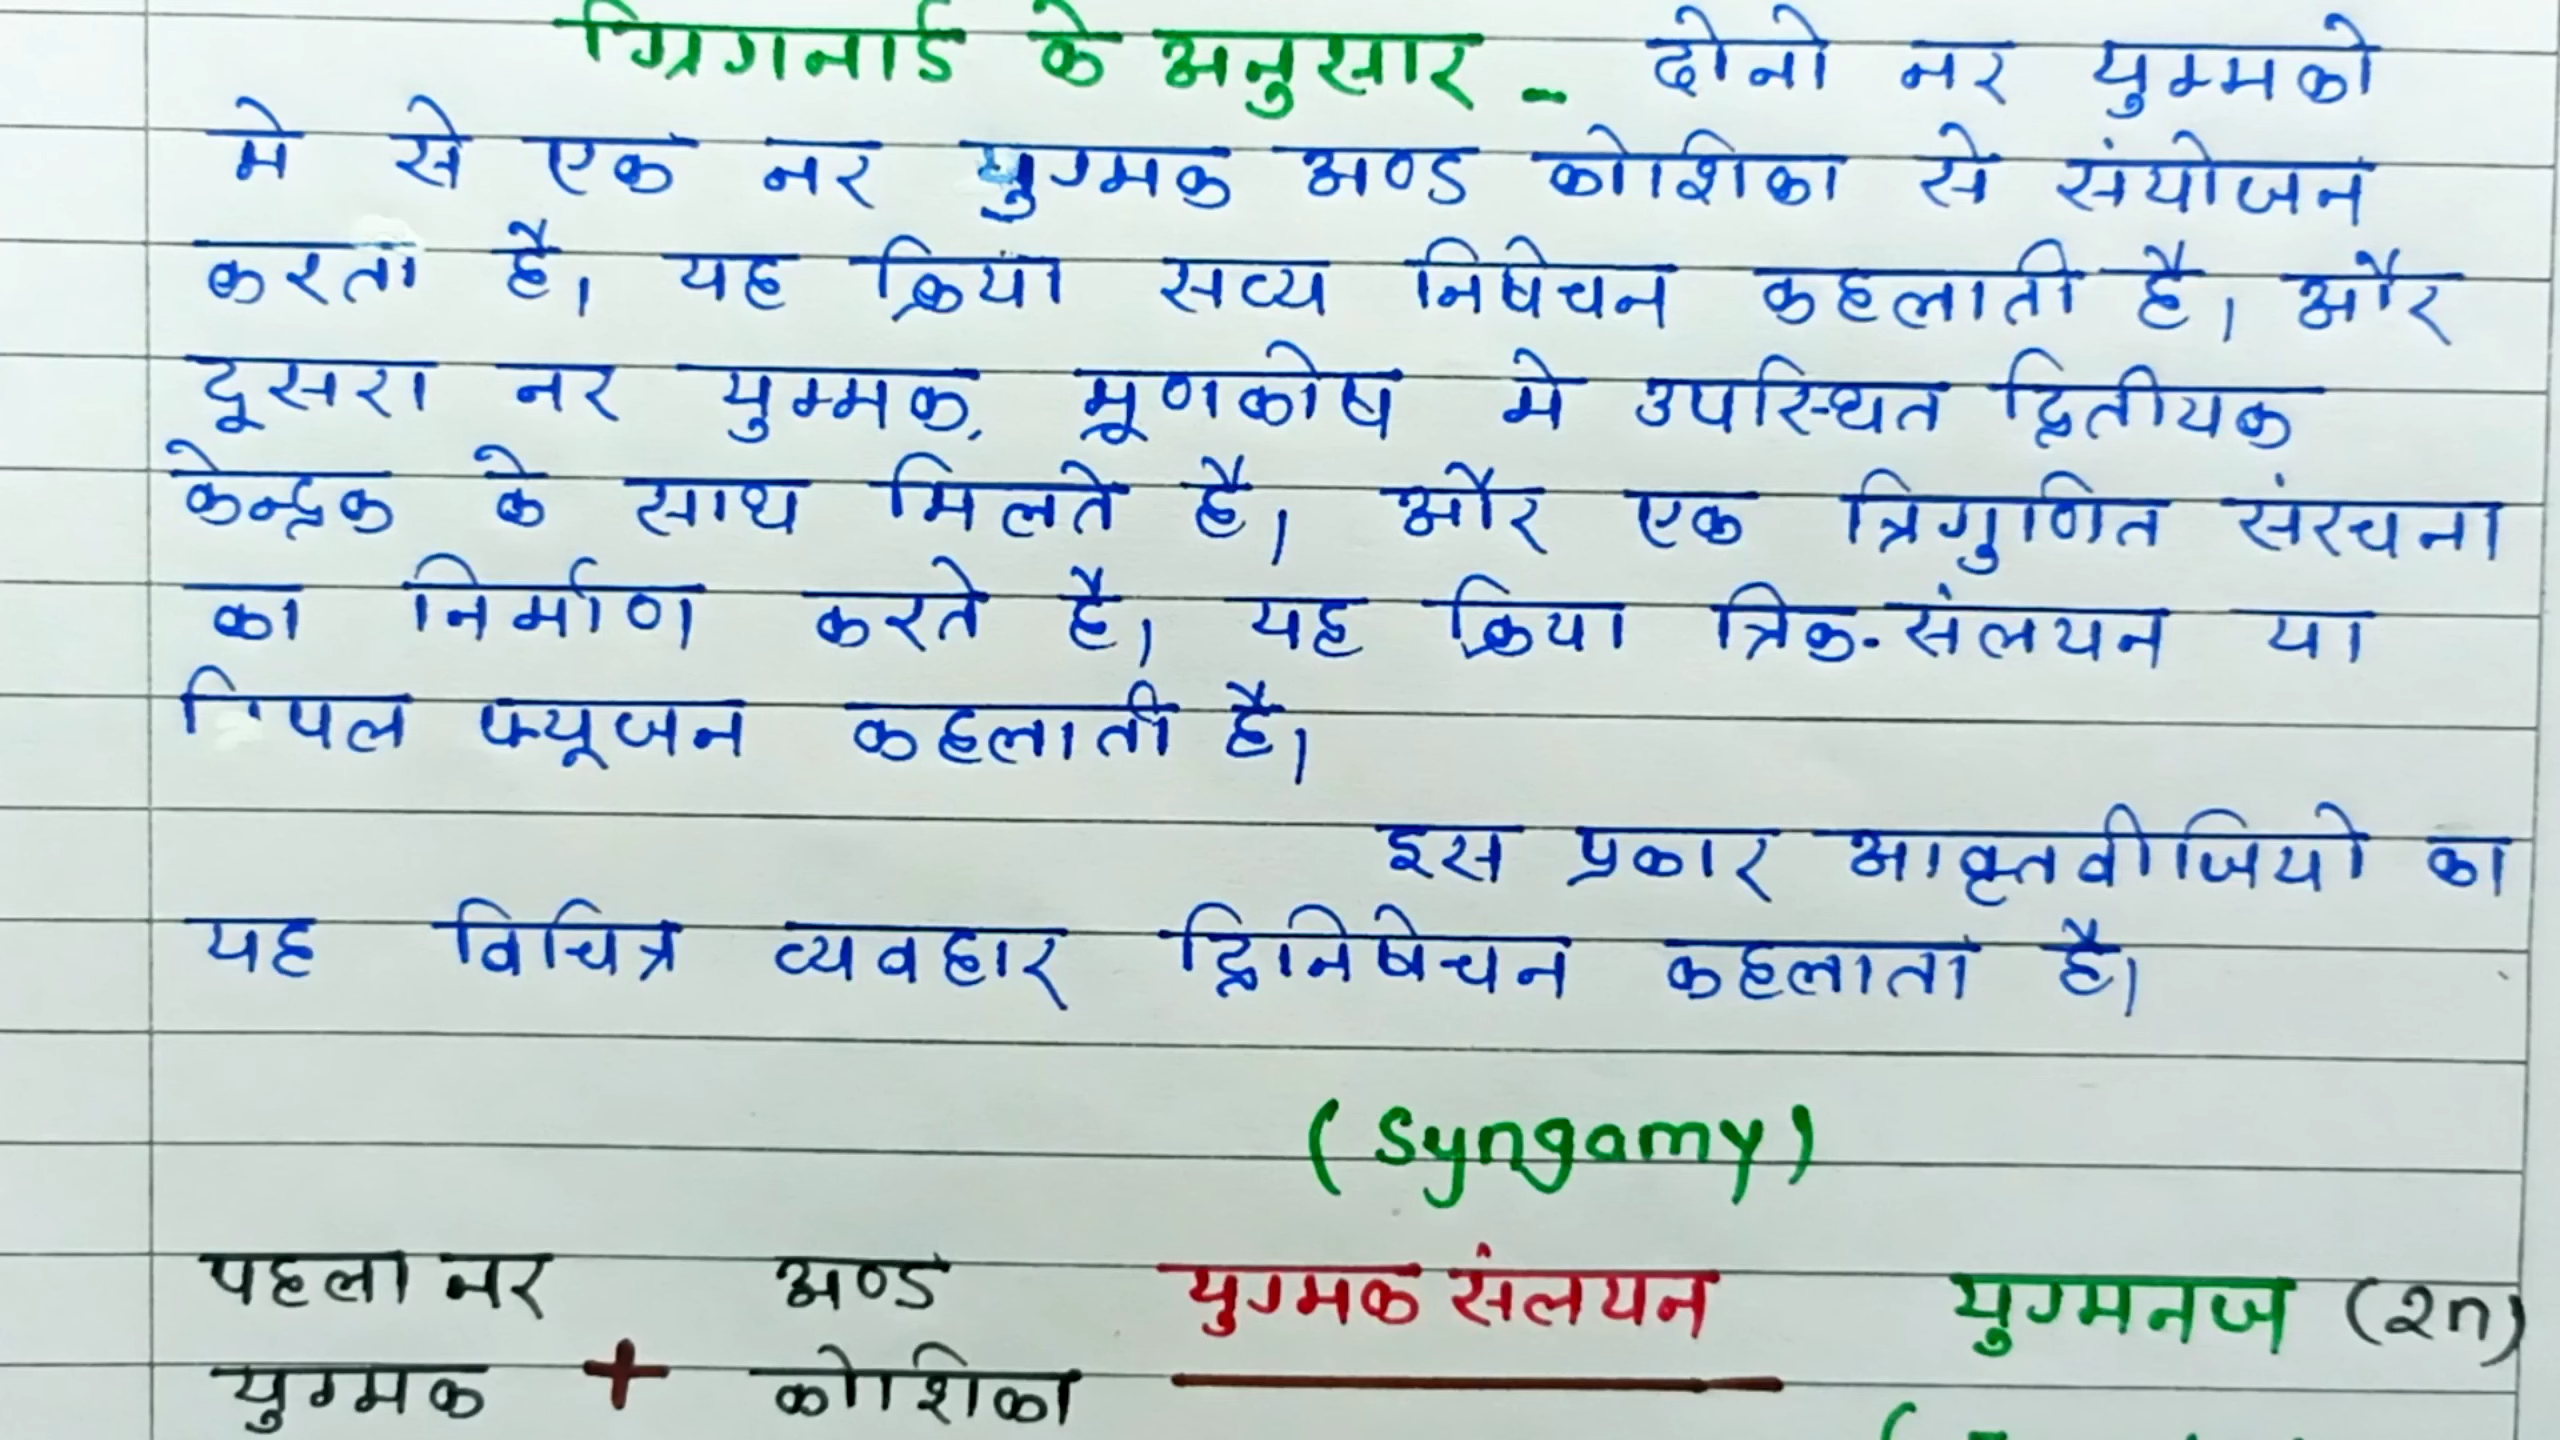 ग्रिगनार्ड के अनुसार - दोनो नर युग्मको
मे से एक नर युग्मक अण्ड कोशिका से संयोजन
करता है। यह क्रिया सत्य निषेचन कहलाती है। और
दूसरा नर युग्मक, भ्रूणकोष मे उपस्थित द्वितीयक
केन्द्रक के साथ मिलते है। और एक त्रिगुणित संरचना
का निर्माण करते है। यह क्रिया त्रिक-संलयन या
फ्यूजन कहलाती है।
इस प्रकार आवृतबीजियो का
यह विचित्र व्यवहार द्विनिषेचन कहलाता है।
(Syngamy)
पहला नर अण्ड युग्मक संलयन युग्मनज (2n)
युग्मक + कोशिका